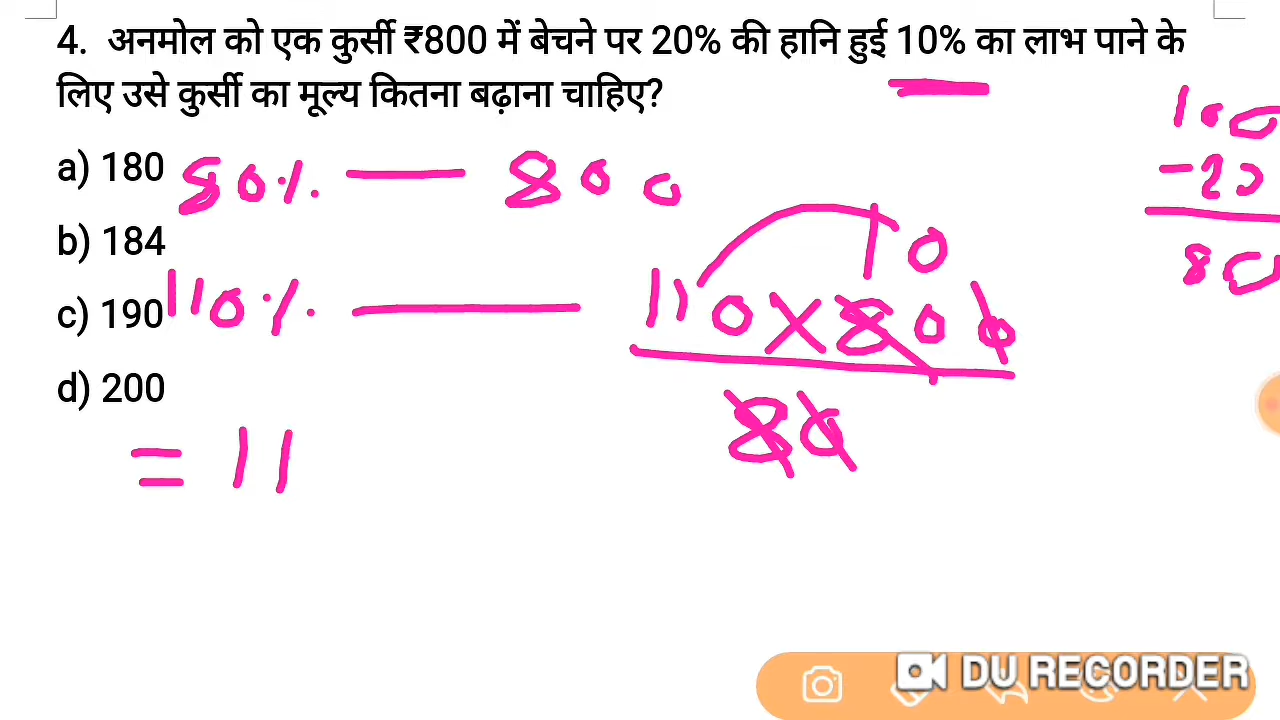 4. अनमोल को एक कुर्सी ₹800 में बेचने पर 20% की हानि हुई 10% का लाभ पाने के
लिए उसे कुर्सी का मूल्य कितना बढ़ाना चाहिए?
100
- 20
80
a) 180
80% — 800
b) 184
10
c) 190
110% — 110 x 800
80
d) 200
= 11
DU RECORDER